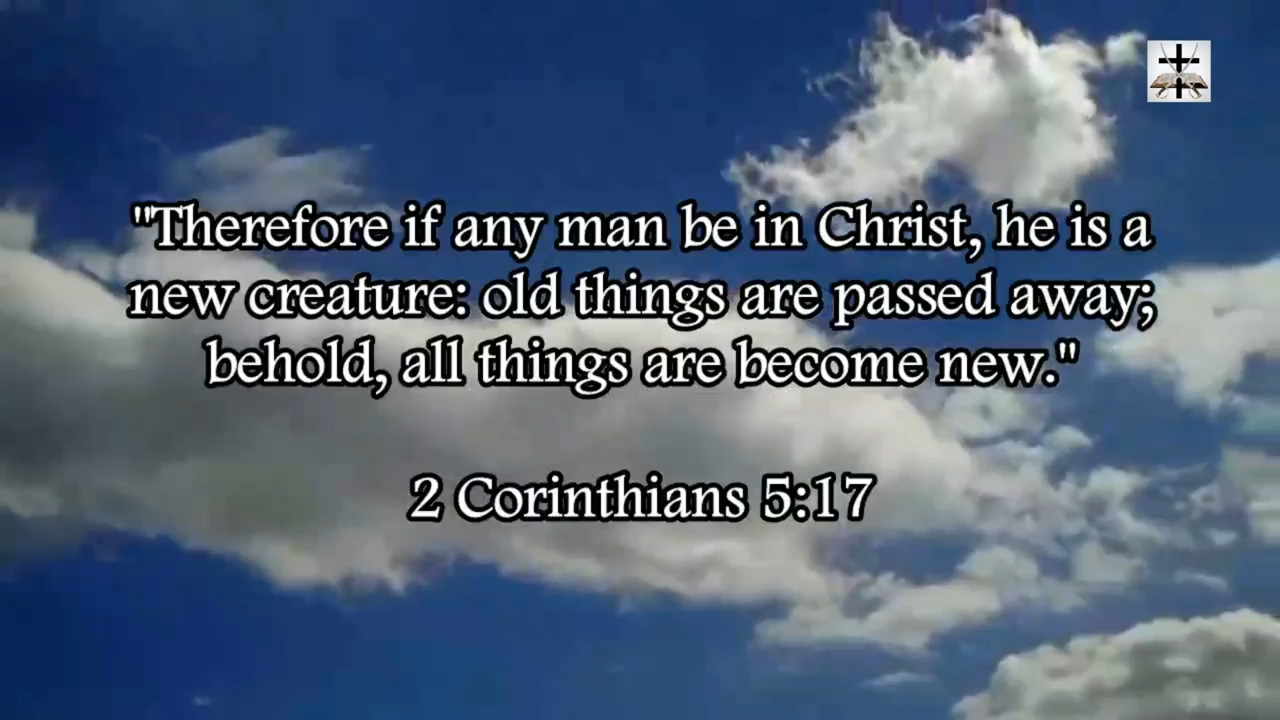 "Therefore if any man be in Christ, he is a
new creature: old things are passed away;
behold, all things are become new."
2 Corinthians 5:17